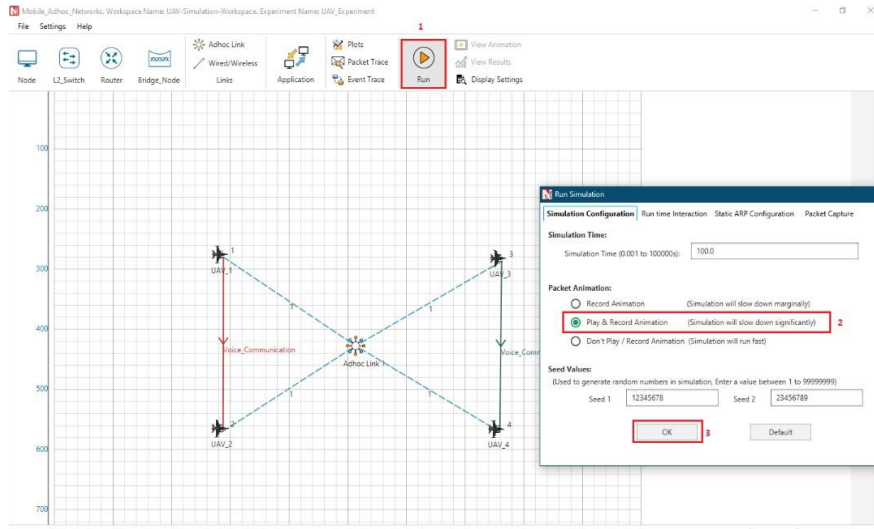 Mobile_Adhoc_Networks. Workspace Name: UAV-Simulation-Workspace. Experiment Name: UAV_Experiment
File Settings Help
1
Node
L2_Switch
Router
Bridge_Node
Adhoc Link
Wired/Wireless
Links
Application
Plots
Packet Trace
Event Trace
Run
View Animation
View Results
Display Settings
100
200
300
400
500
600
700
1
UAV_1
3
UAV_3
1
1
Voice_Communication
Adhoc Link 1
Voice_Comm
1
1
2
UAV_2
4
UAV_4
Run Simulation
Simulation Configuration Run time Interaction Static ARP Configuration Packet Capture
Simulation Time:
Simulation Time (0.001 to 100000s): 100.0
Packet Animation:
Record Animation (Simulation will slow down marginally)
Play & Record Animation (Simulation will slow down significantly) 2
Don't Play / Record Animation (Simulation will run fast)
Seed Values:
(Used to generate random numbers in simulation, Enter a value between 1 to 99999999)
Seed 1 12345678 Seed 2 23456789
OK 3 Default